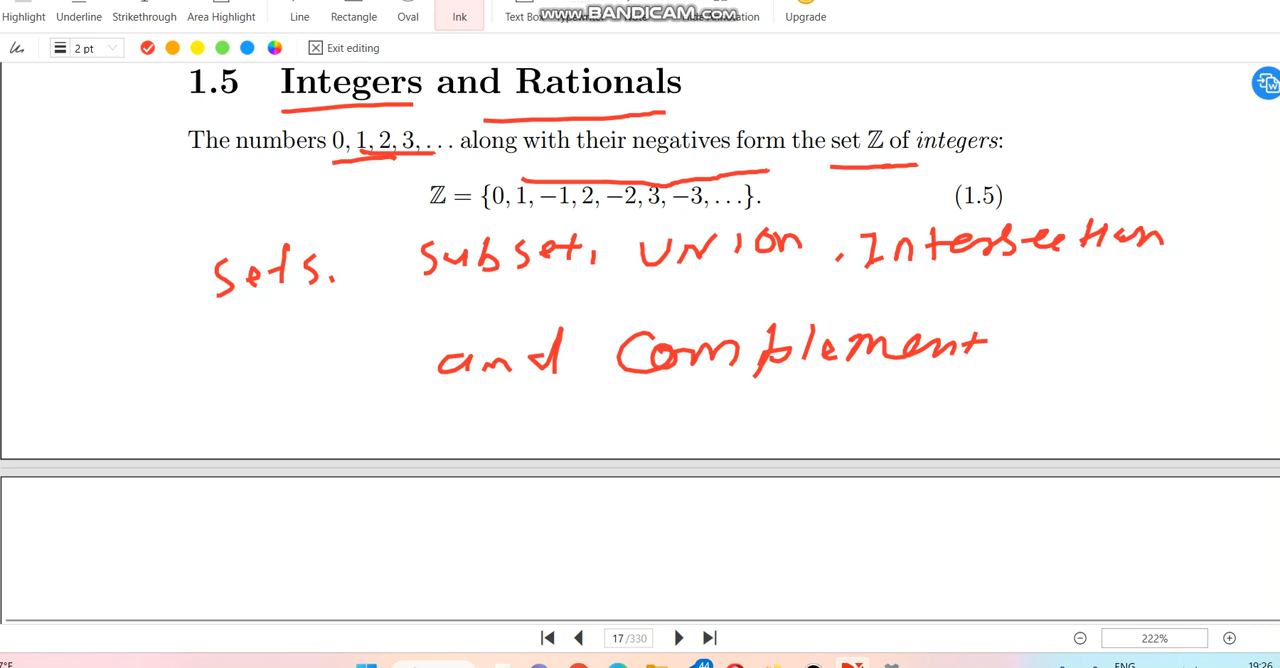 Highlight Underline Strikethrough Area Highlight Line Rectangle Oval Ink Text Box Upgrade
www.BANDICAM.com
2 pt Exit editing
1.5 Integers and Rationals
The numbers 0, 1, 2, 3, . . . along with their negatives form the set ℤ of integers:
ℤ = {0, 1, −1, 2, −2, 3, −3, . . .}. (1.5)
sets. subset, UNION, Intersection
and complement
17 /330 222%
44 ENG 19:26